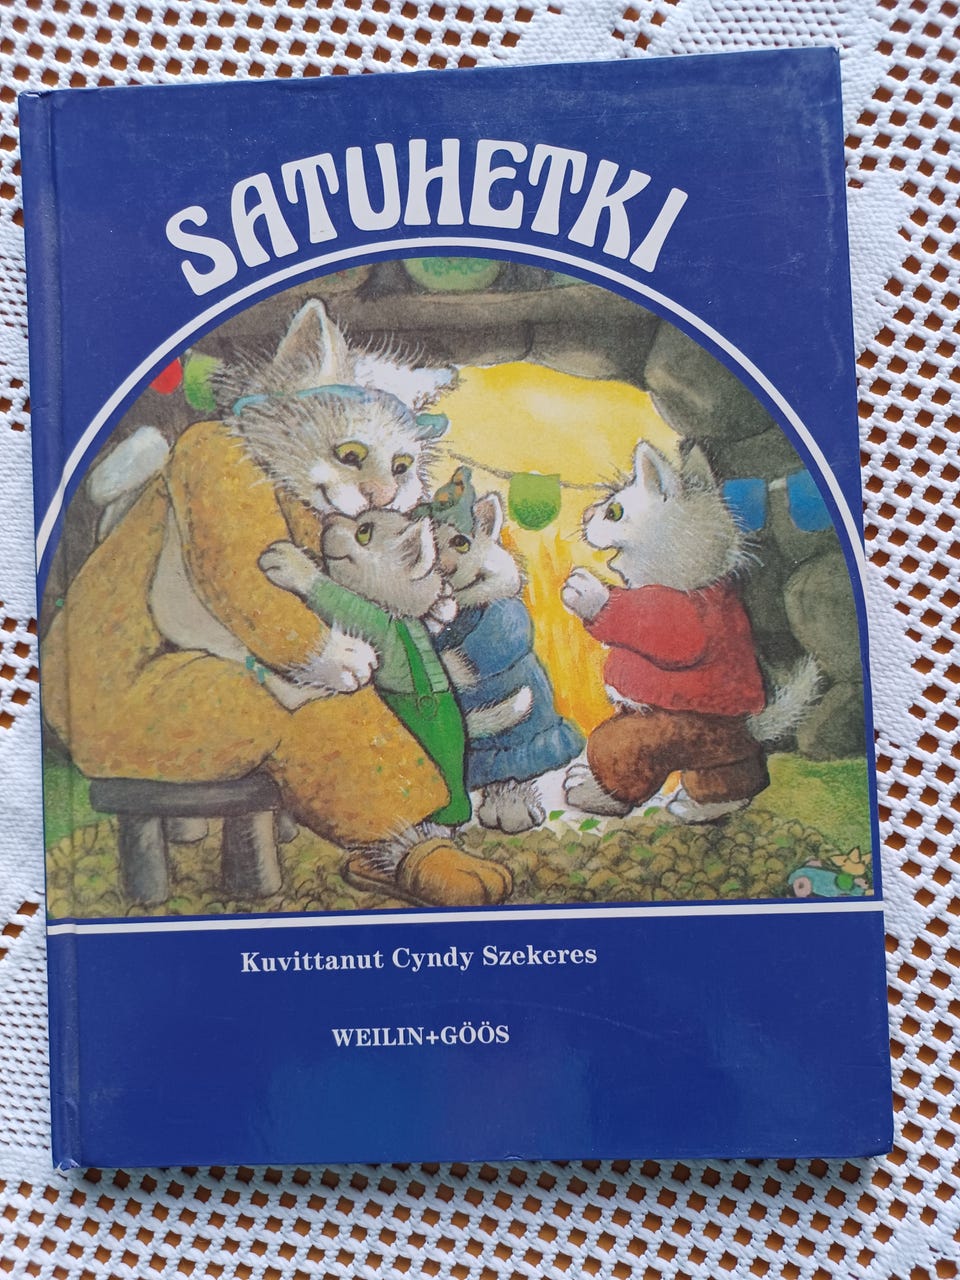 SATUHETKI
Kuvittanut Cyndy Szekeres
WEILIN+GÖÖS